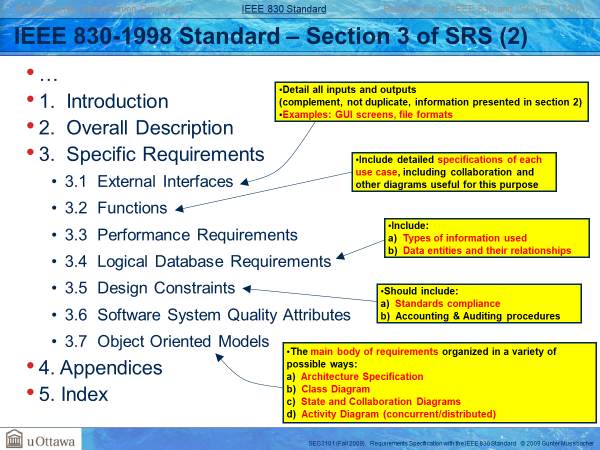 IEEE 830 Standard
IEEE 830-1998 Standard – Section 3 of SRS (2)
• …
• 1. Introduction
• 2. Overall Description
• 3. Specific Requirements
• 3.1 External Interfaces
• 3.2 Functions
• 3.3 Performance Requirements
• 3.4 Logical Database Requirements
• 3.5 Design Constraints
• 3.6 Software System Quality Attributes
• 3.7 Object Oriented Models
• 4. Appendices
• 5. Index
•Detail all inputs and outputs
(complement, not duplicate, information presented in section 2)
•Examples: GUI screens, file formats
•Include detailed specifications of each
use case, including collaboration and
other diagrams useful for this purpose
•Include:
a) Types of information used
b) Data entities and their relationships
•Should include:
a) Standards compliance
b) Accounting & Auditing procedures
•The main body of requirements organized in a variety of
possible ways:
a) Architecture Specification
b) Class Diagram
c) State and Collaboration Diagrams
d) Activity Diagram (concurrent/distributed)
uOttawa
SEG3101 (Fall 2009). Requirements Specification with the IEEE 830 Standard. © 2009 Gunter Mussbacher